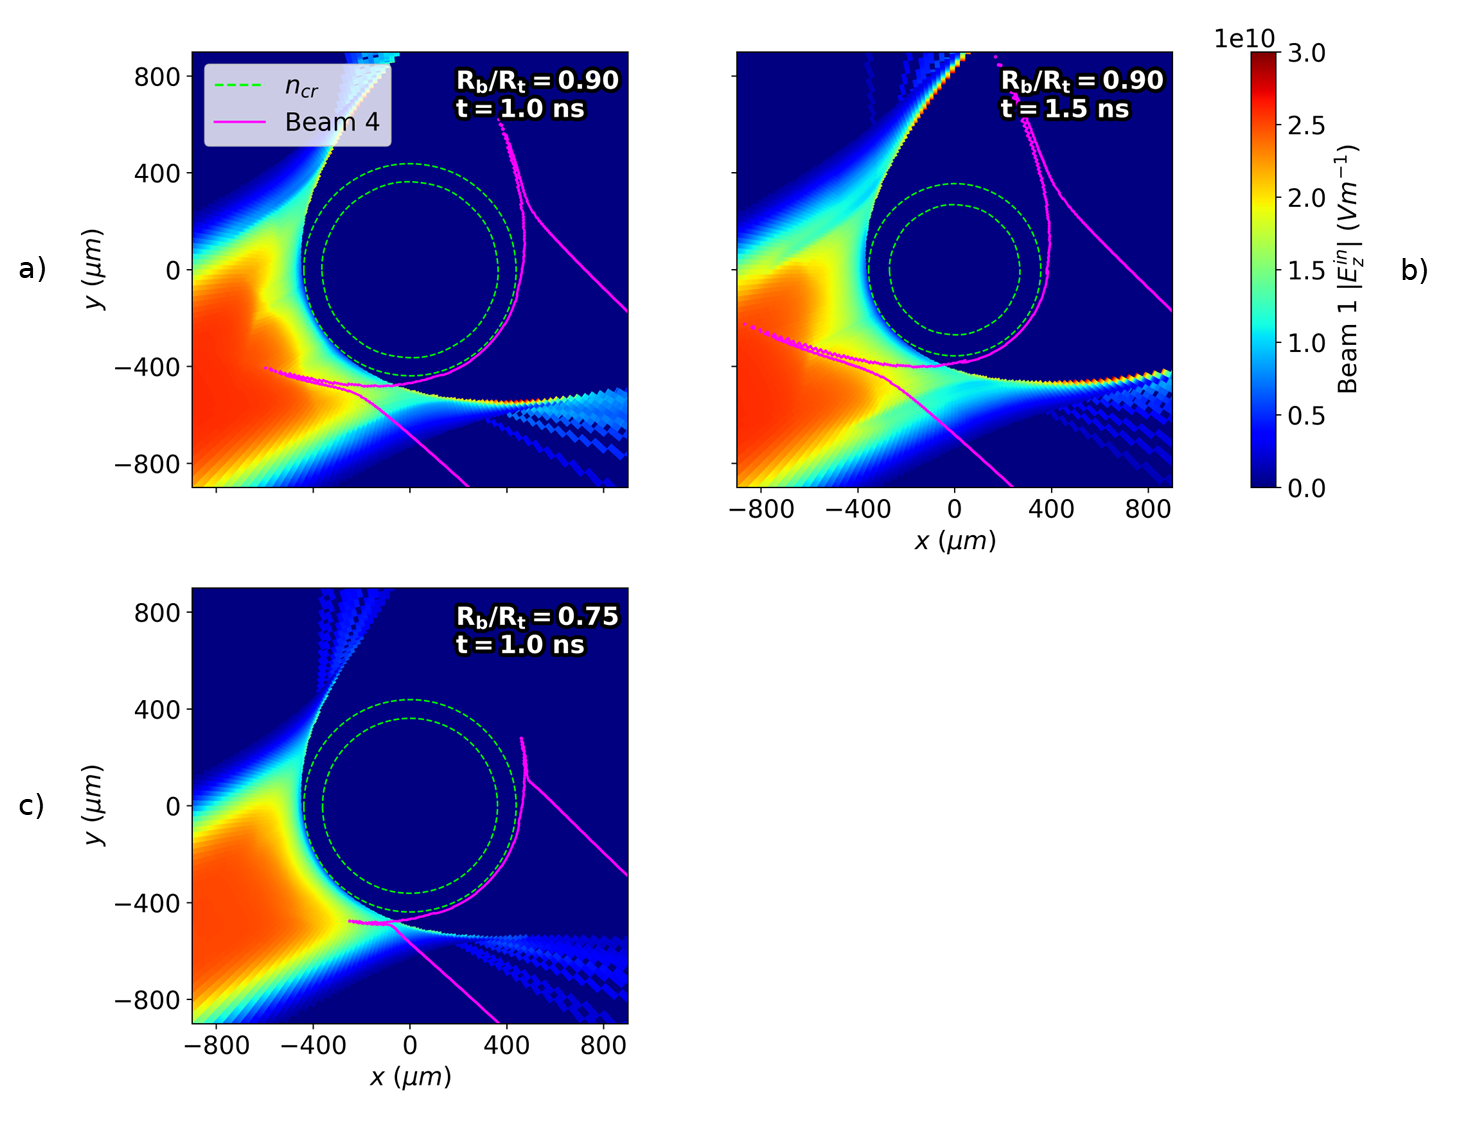 a)
800
400
0
−400
−800
y (μm)
n_cr
Beam 4
R_b/R_t = 0.90
t = 1.0 ns
R_b/R_t = 0.90
t = 1.5 ns
−800 −400 0 400 800
x (μm)
1e10
3.0
2.5
2.0
1.5
1.0
0.5
0.0
Beam 1 |E_z^in| (Vm^−1)
b)
c)
800
400
0
−400
−800
y (μm)
R_b/R_t = 0.75
t = 1.0 ns
−800 −400 0 400 800
x (μm)